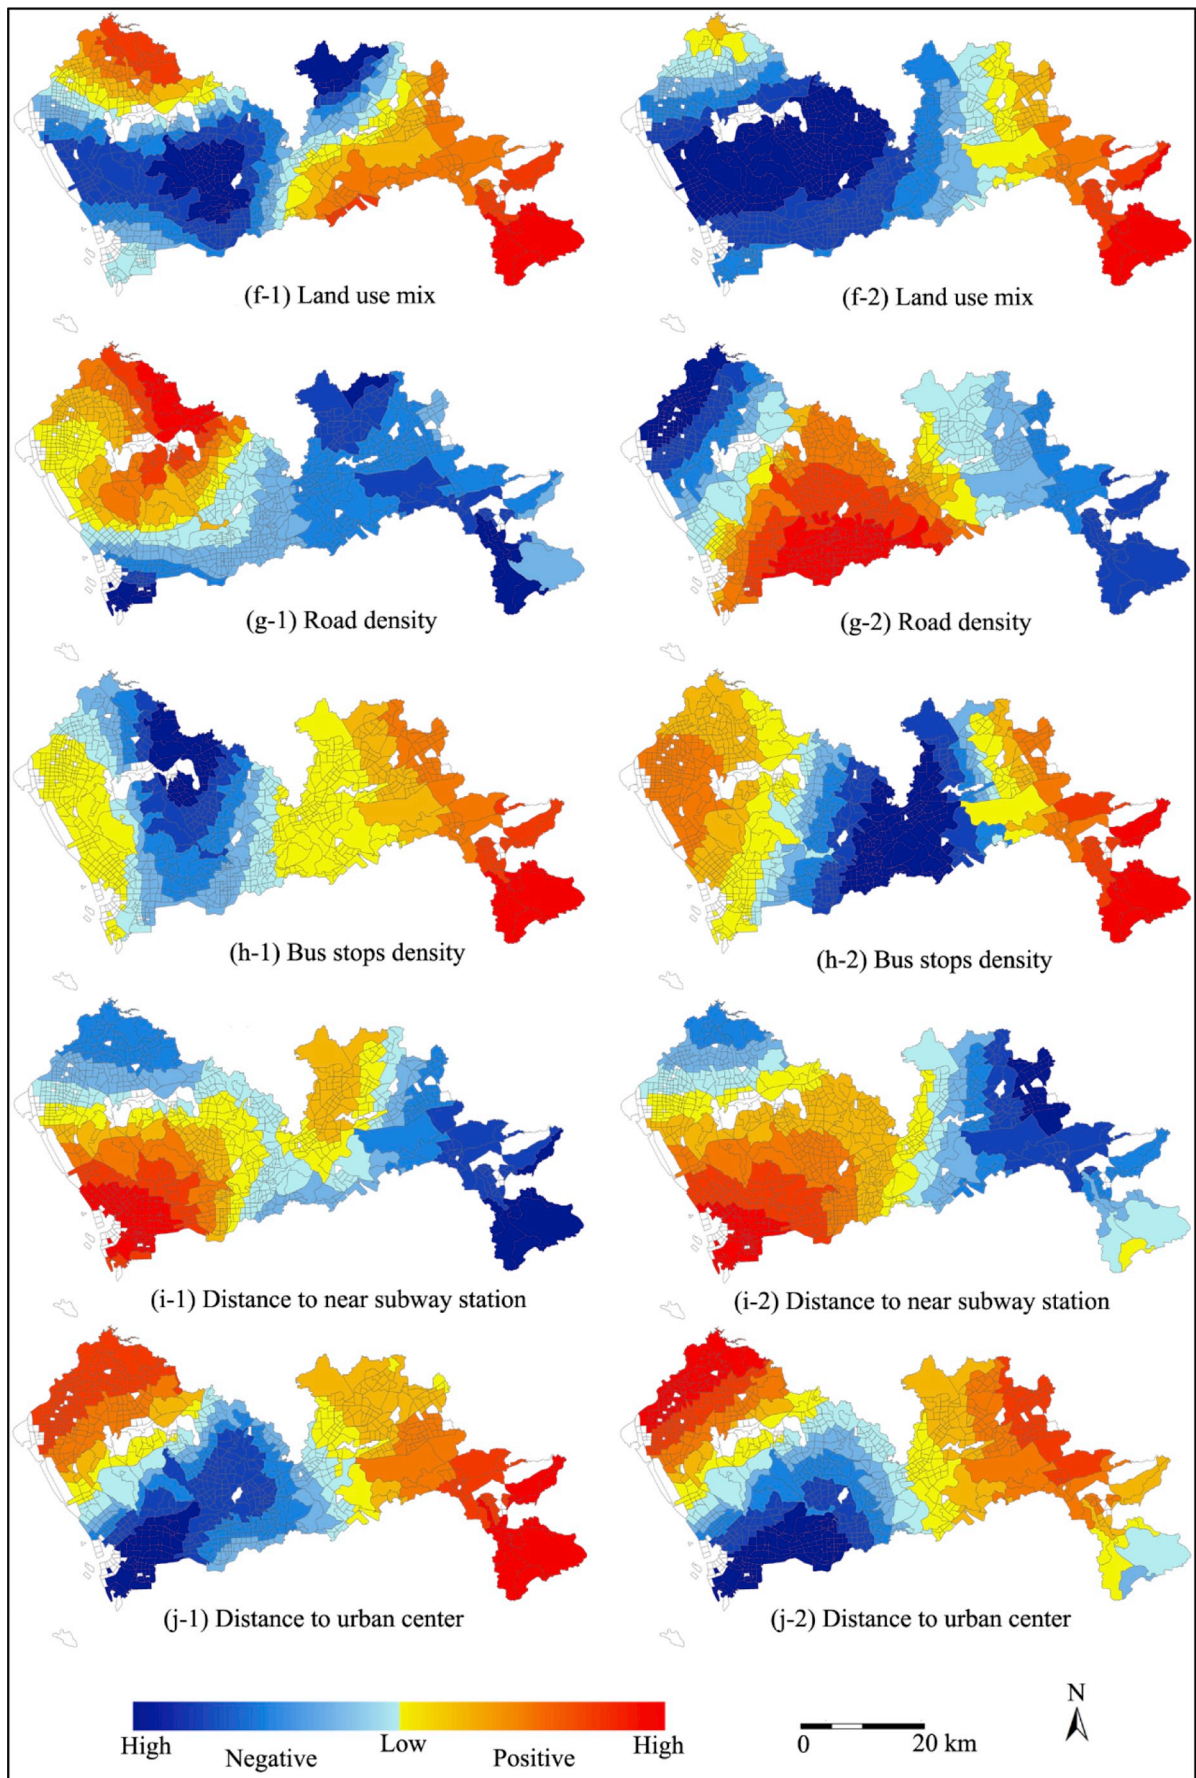 (f-1) Land use mix
(f-2) Land use mix
(g-1) Road density
(g-2) Road density
(h-1) Bus stops density
(h-2) Bus stops density
(i-1) Distance to near subway station
(i-2) Distance to near subway station
(j-1) Distance to urban center
(j-2) Distance to urban center
N
High Negative Low Positive High
0 20 km